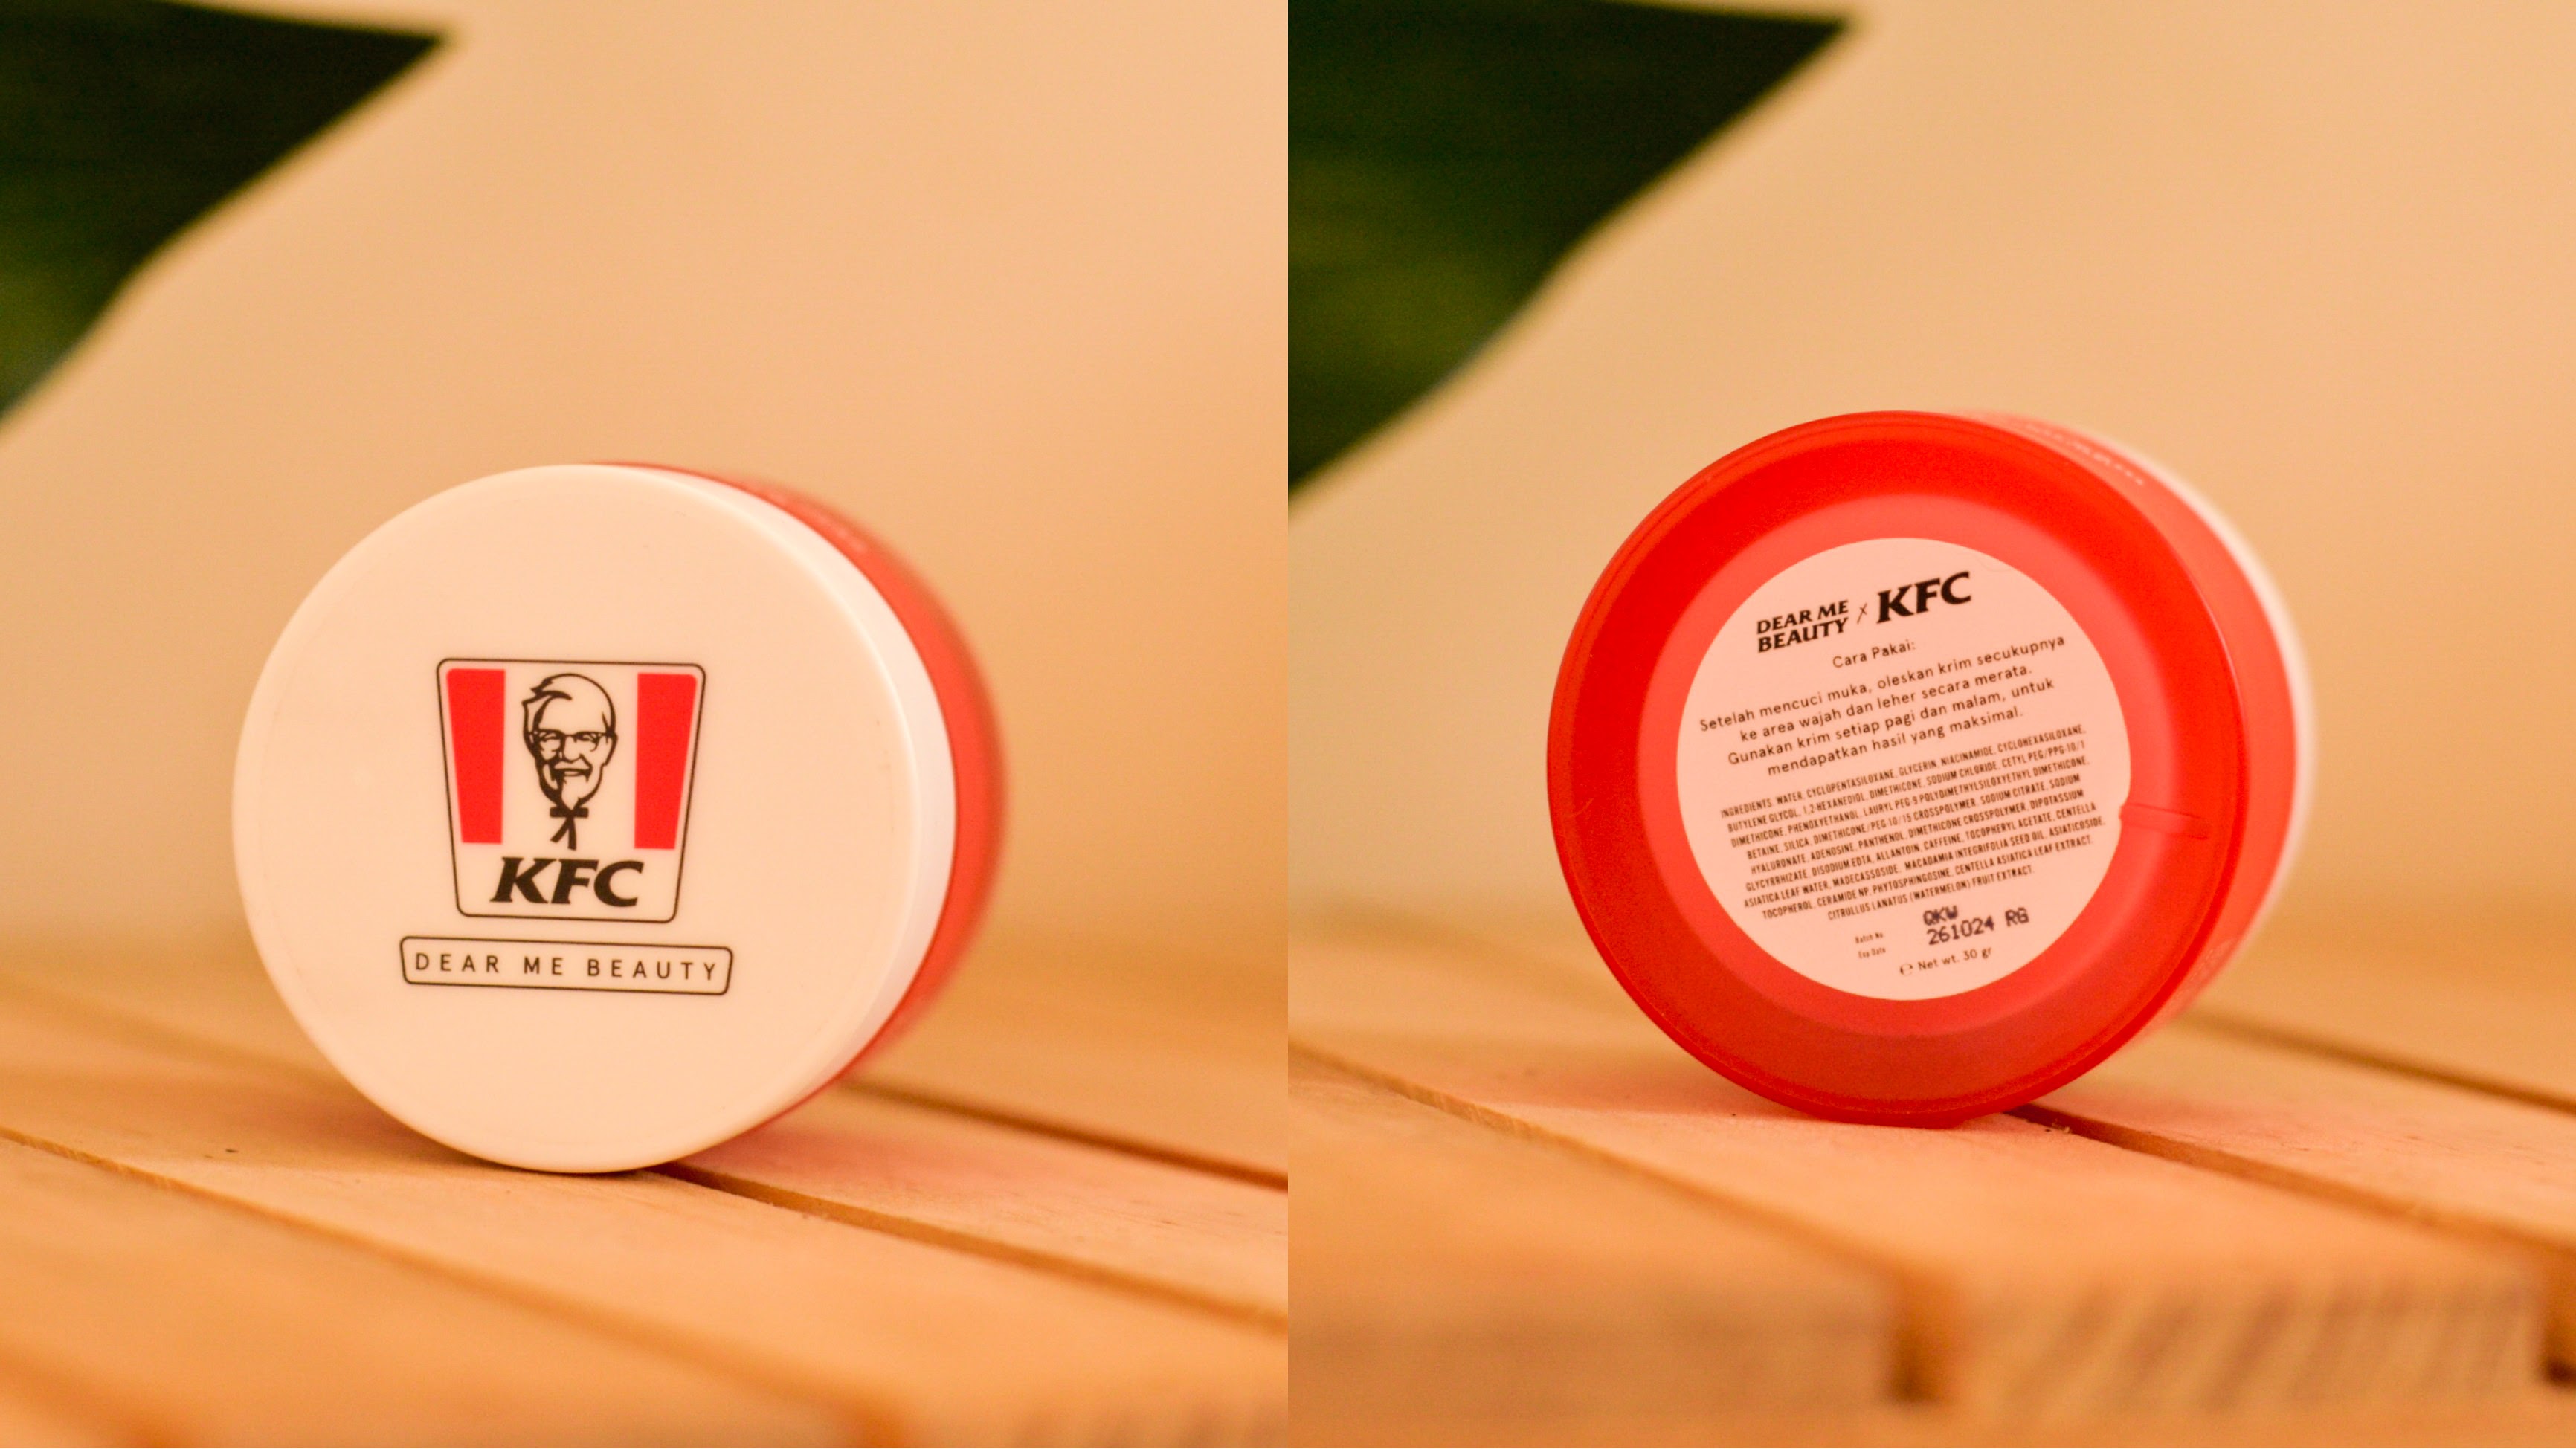 KFC
DEAR ME BEAUTY
DEAR ME
BEAUTY x KFC
Cara Pakai:
Setelah mencuci muka, oleskan krim secukupnya
ke area wajah dan leher secara merata.
Gunakan krim setiap pagi dan malam, untuk
mendapatkan hasil yang maksimal.
INGREDIENTS: WATER, CYCLOPENTASILOXANE, GLYCERIN, NIACINAMIDE, CYCLOHEXASILOXANE,
BUTYLENE GLYCOL, 1,2-HEXANEDIOL, DIMETHICONE, SODIUM CHLORIDE, CETYL PEG/PPG-10/1
DIMETHICONE, PHENOXYETHANOL, LAURYL PEG-9 POLYDIMETHYLSILOXYETHYL DIMETHICONE,
BETAINE, SILICA, DIMETHICONE/PEG-10/15 CROSSPOLYMER, SODIUM CITRATE, SODIUM
HYALURONATE, ADENOSINE, PANTHENOL, DIMETHICONE CROSSPOLYMER, DIPOTASSIUM
GLYCYRRHIZATE, DISODIUM EDTA, ALLANTOIN, CAFFEINE, TOCOPHERYL ACETATE, CENTELLA
ASIATICA LEAF WATER, MADECASSOSIDE, MACADAMIA INTEGRIFOLIA SEED OIL, ASIATICOSIDE,
TOCOPHEROL, CERAMIDE NP, PHYTOSPHINGOSINE, CENTELLA ASIATICA LEAF EXTRACT,
CITRULLUS LANATUS (WATERMELON) FRUIT EXTRACT.
Batch No QKW
Exp Date 261024 RG
℮ Net wt. 30 gr